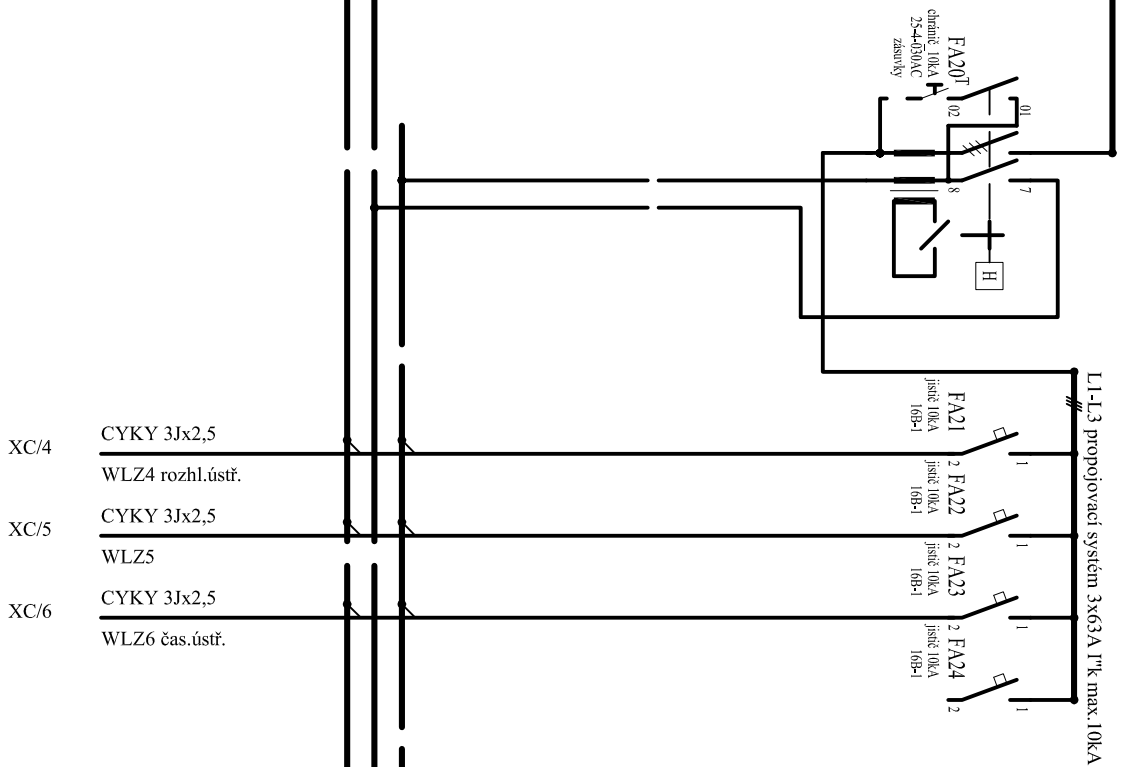 FA20
chránič 10kA
25-4-030AC
zásuvky
T
02
01
8
7
H
L1-L3 propojovací systém 3x63A I"k max.10kA
FA21
jistič 10kA
16B-1
2
1
XC/4
CYKY 3Jx2,5
WLZ4 rozhl.ústř.
FA22
jistič 10kA
16B-1
2
1
XC/5
CYKY 3Jx2,5
WLZ5
FA23
jistič 10kA
16B-1
2
1
XC/6
CYKY 3Jx2,5
WLZ6 čas.ústř.
FA24
jistič 10kA
16B-1
2
1